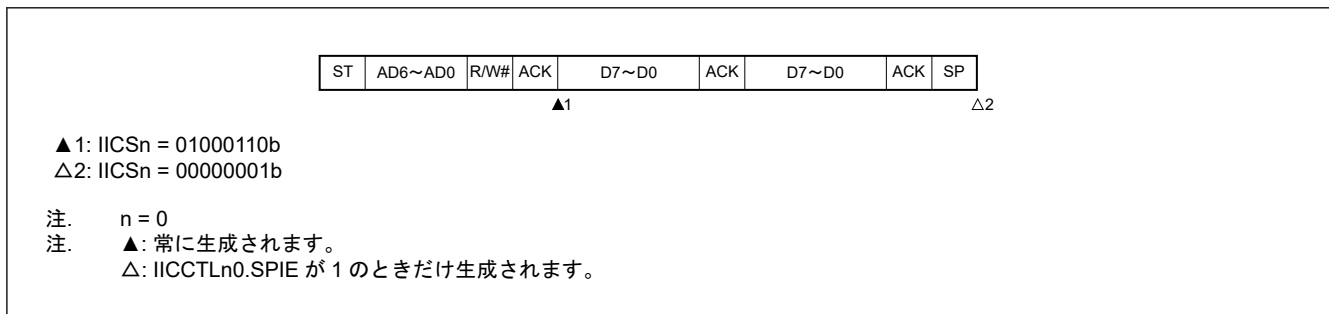 ST AD6～AD0 R/W# ACK D7～D0 ACK D7～D0 ACK SP
▲1 △2
▲1: IICSn = 01000110b
△2: IICSn = 00000001b
注. n = 0
注. ▲: 常に生成されます。
△: IICCTLn0.SPIE が 1 のときだけ生成されます。